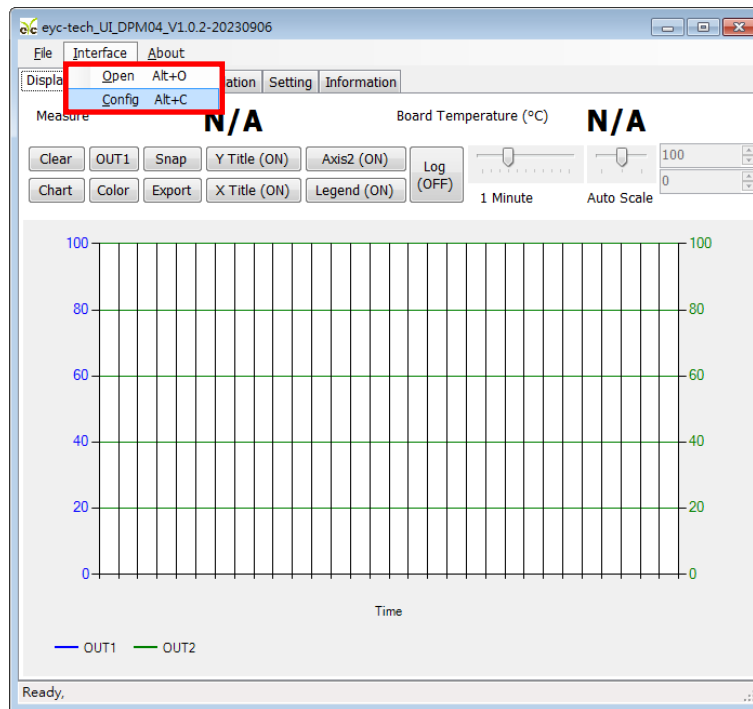 eyc-tech_UI_DPM04_V1.0.2-20230906
File Interface About
Open Alt+O
Config Alt+C
Setting Information
Measure N/A Board Temperature (°C) N/A
Clear OUT1 Snap Y Title (ON) Axis2 (ON) Log (OFF) 100
Chart Color Export X Title (ON) Legend (ON) 1 Minute Auto Scale 0
100 100
80 80
60 60
40 40
20 20
0 0
Time
OUT1 OUT2
Ready,